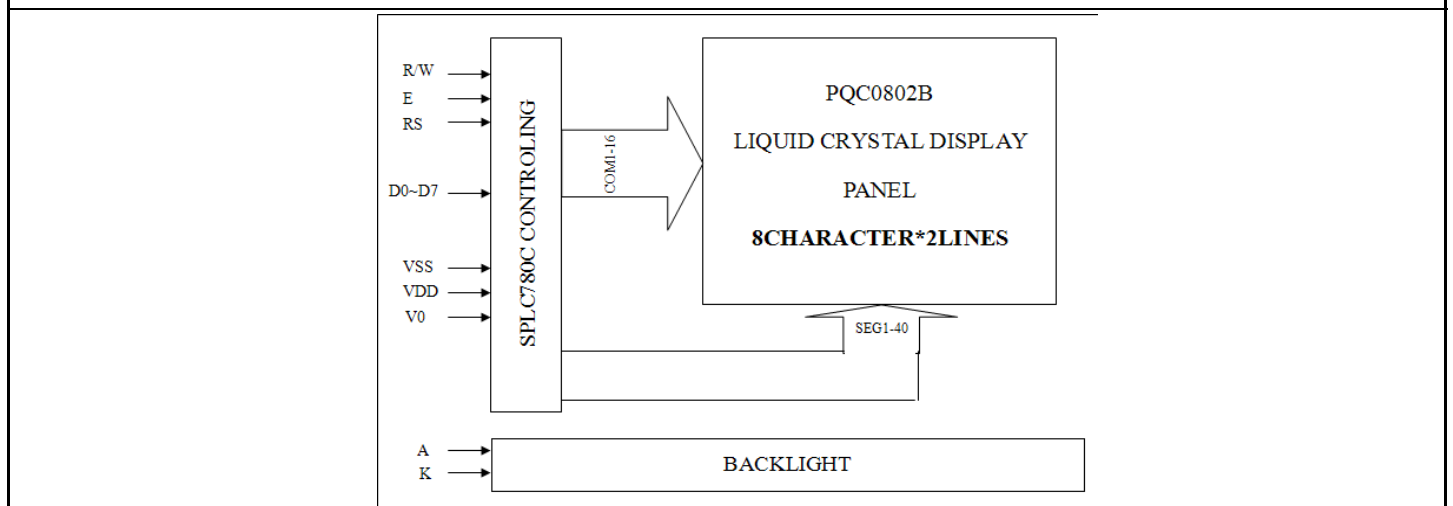 R/W
E
RS
D0~D7
VSS
VDD
V0
SPLC780C CONTROLING
COM1-16
PQC0802B
LIQUID CRYSTAL DISPLAY
PANEL
8CHARACTER*2LINES
SEG1-40
A
K
BACKLIGHT